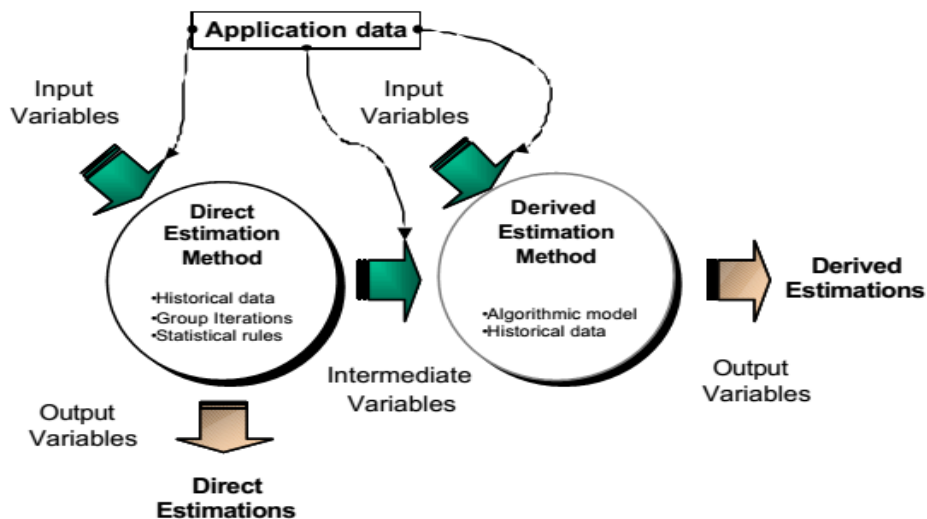 Application data
Input
Variables
Input
Variables
Direct
Estimation
Method
•Historical data
•Group Iterations
•Statistical rules
Derived
Estimation
Method
•Algorithmic model
•Historical data
Derived
Estimations
Intermediate
Variables
Output
Variables
Output
Variables
Direct
Estimations